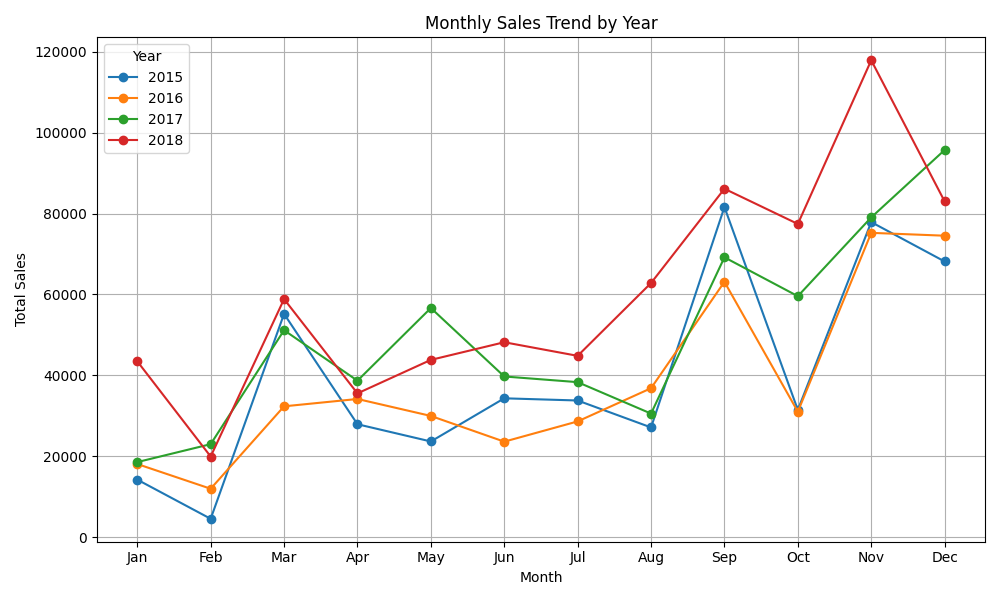 Monthly Sales Trend by Year
Year
2015
2016
2017
2018
120000
100000
80000
60000
40000
20000
0
Total Sales
Jan Feb Mar Apr May Jun Jul Aug Sep Oct Nov Dec
Month